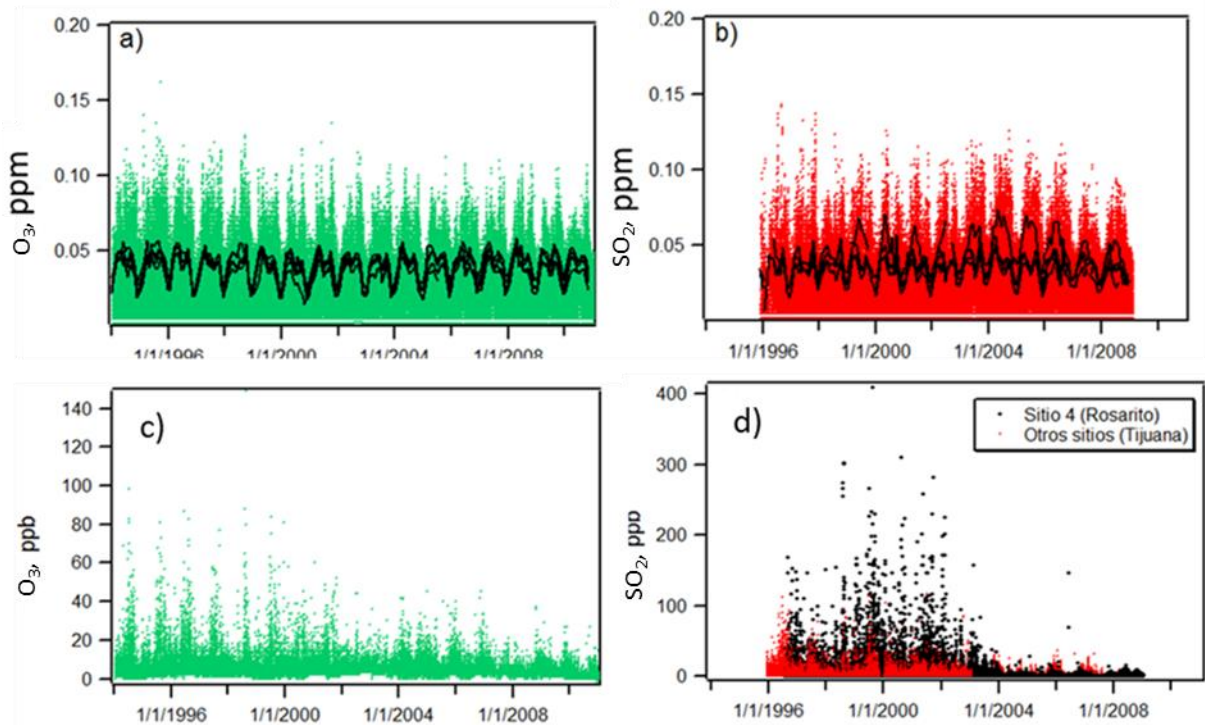 a)
0.20
0.15
0.10
0.05
O₃, ppm
1/1/1996 1/1/2000 1/1/2004 1/1/2008
b)
0.20
0.15
0.10
0.05
SO₂, ppm
1/1/1996 1/1/2000 1/1/2004 1/1/2008
c)
140
120
100
80
60
40
20
0
O₃, ppb
1/1/1996 1/1/2000 1/1/2004 1/1/2008
d)
400
300
200
100
0
SO₂, ppb
Sitio 4 (Rosarito)
Otros sitios (Tijuana)
1/1/1996 1/1/2000 1/1/2004 1/1/2008